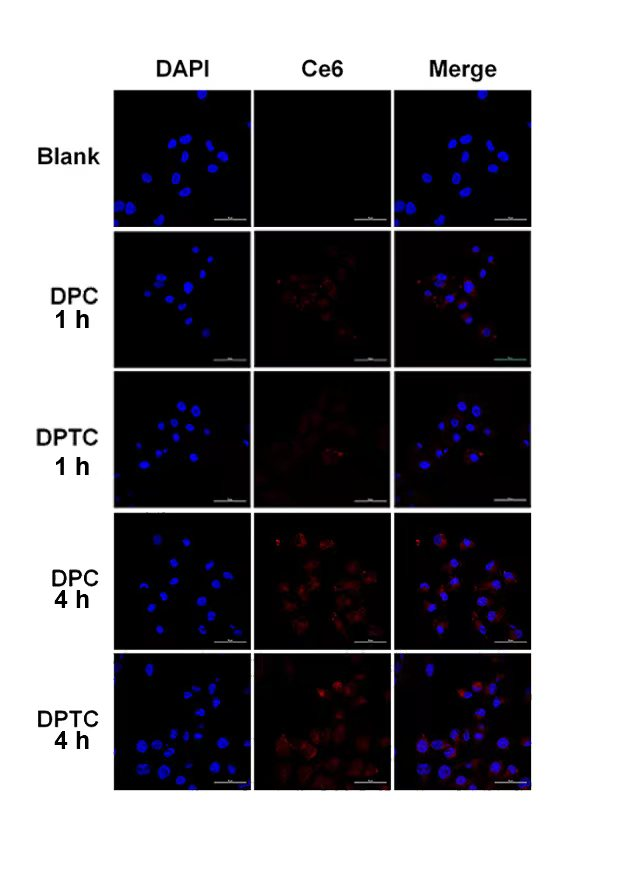 DAPI Ce6 Merge
Blank
DPC
1 h
DPTC
1 h
DPC
4 h
DPTC
4 h